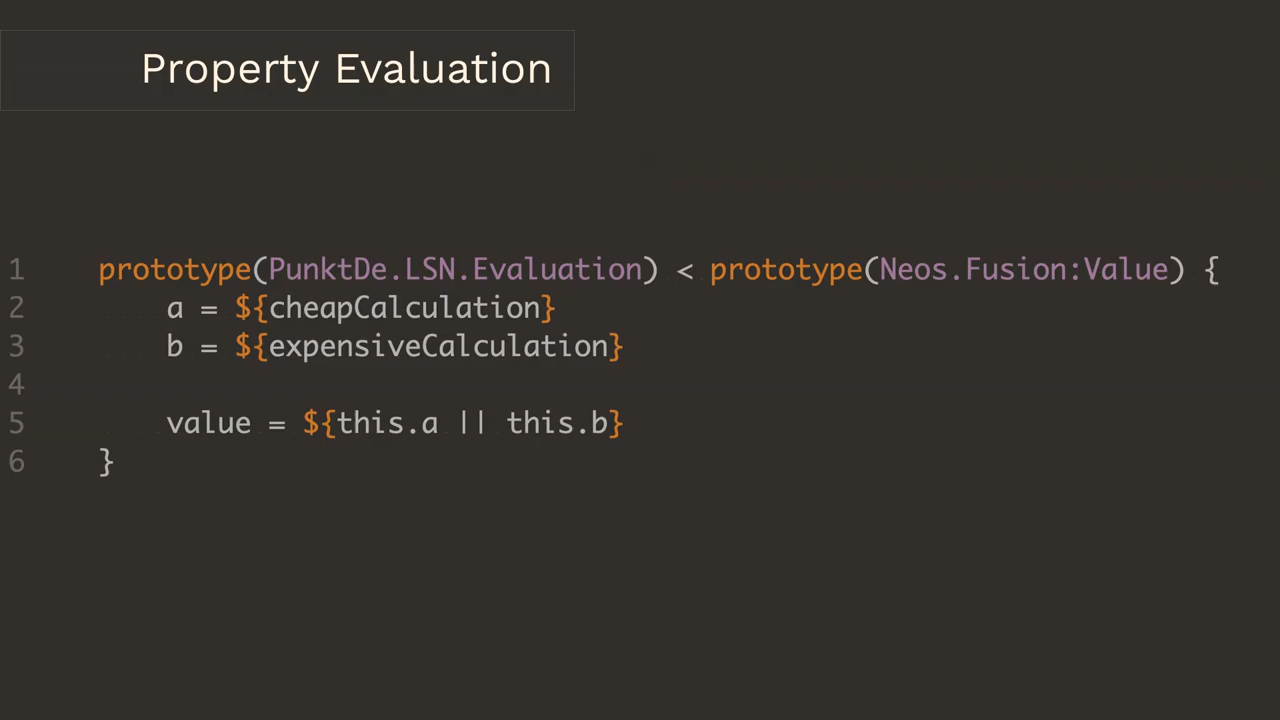 Property Evaluation
1 prototype(PunktDe.LSN.Evaluation) < prototype(Neos.Fusion:Value) {
2 a = ${cheapCalculation}
3 b = ${expensiveCalculation}
4
5 value = ${this.a || this.b}
6 }